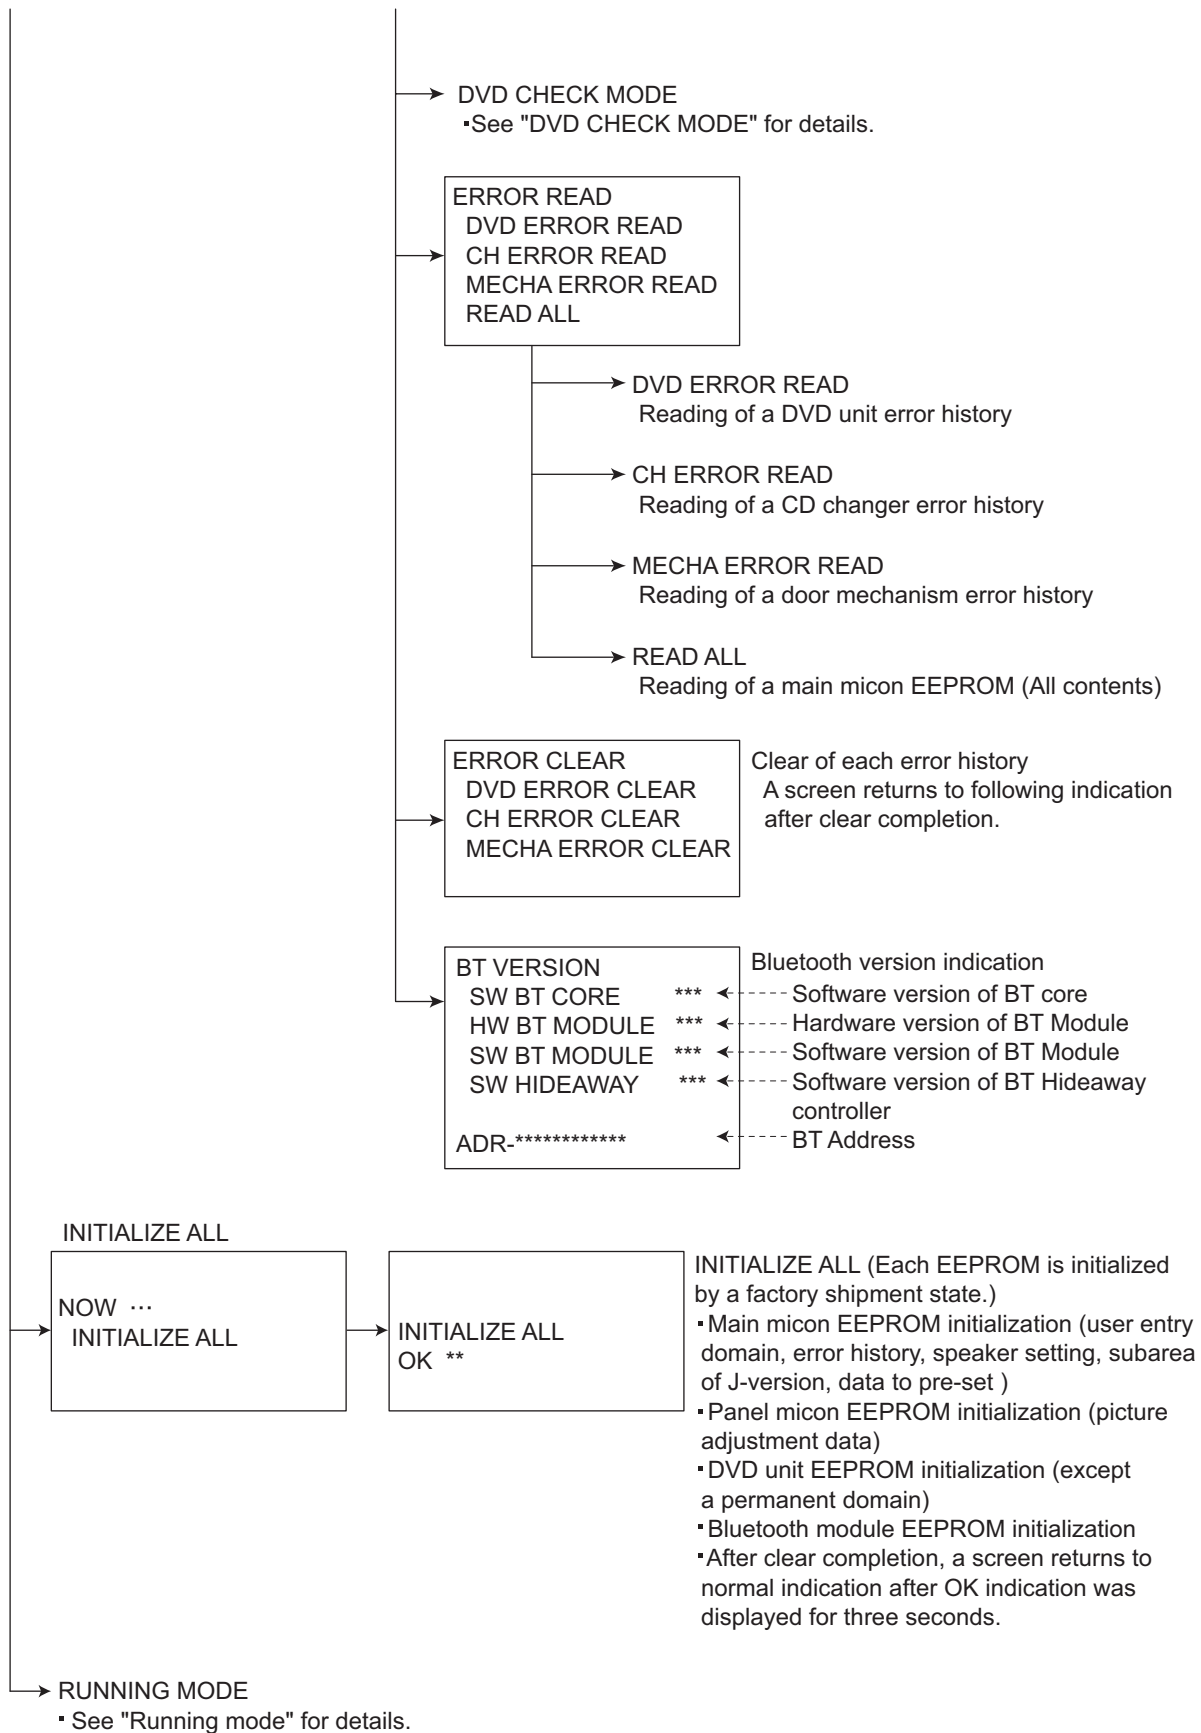 DVD CHECK MODE
▪See "DVD CHECK MODE" for details.
ERROR READ
DVD ERROR READ
CH ERROR READ
MECHA ERROR READ
READ ALL
DVD ERROR READ
Reading of a DVD unit error history
CH ERROR READ
Reading of a CD changer error history
MECHA ERROR READ
Reading of a door mechanism error history
READ ALL
Reading of a main micon EEPROM (All contents)
ERROR CLEAR
DVD ERROR CLEAR
CH ERROR CLEAR
MECHA ERROR CLEAR
Clear of each error history
A screen returns to following indication
after clear completion.
BT VERSION
SW BT CORE ***
HW BT MODULE ***
SW BT MODULE ***
SW HIDEAWAY ***
ADR-************
Bluetooth version indication
Software version of BT core
Hardware version of BT Module
Software version of BT Module
Software version of BT Hideaway
controller
BT Address
INITIALIZE ALL
NOW ···
INITIALIZE ALL
INITIALIZE ALL
OK **
INITIALIZE ALL (Each EEPROM is initialized
by a factory shipment state.)
▪Main micon EEPROM initialization (user entry
domain, error history, speaker setting, subarea
of J-version, data to pre-set )
▪Panel micon EEPROM initialization (picture
adjustment data)
▪DVD unit EEPROM initialization (except
a permanent domain)
▪Bluetooth module EEPROM initialization
▪After clear completion, a screen returns to
normal indication after OK indication was
displayed for three seconds.
RUNNING MODE
▪ See "Running mode" for details.